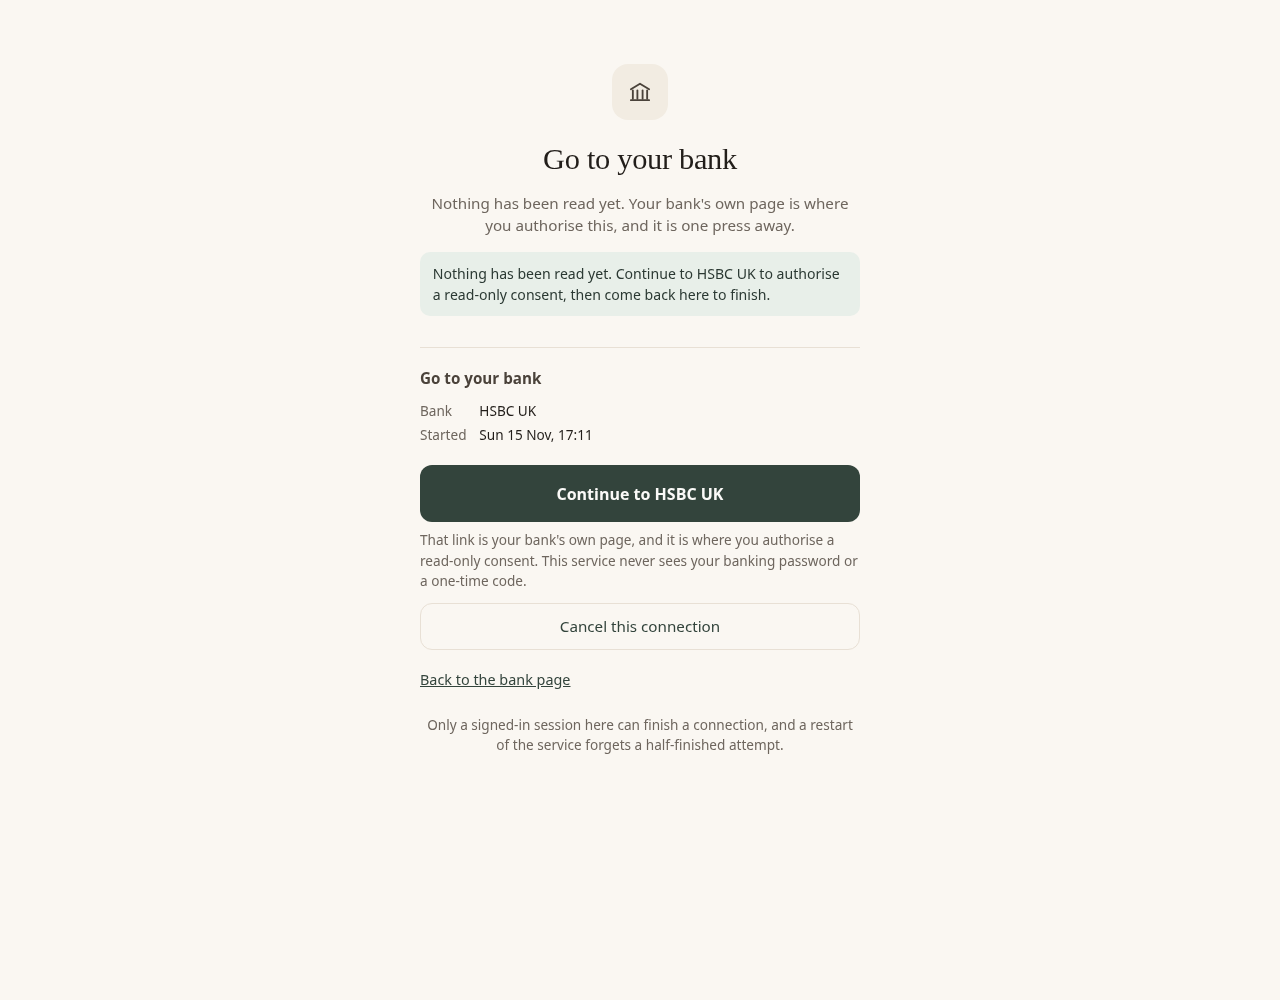 Go to your bank
Nothing has been read yet. Your bank's own page is where
you authorise this, and it is one press away.
Nothing has been read yet. Continue to HSBC UK to authorise
a read-only consent, then come back here to finish.
Go to your bank
Bank HSBC UK
Started Sun 15 Nov, 17:11
Continue to HSBC UK
That link is your bank's own page, and it is where you authorise a
read-only consent. This service never sees your banking password or
a one-time code.
Cancel this connection
Back to the bank page
Only a signed-in session here can finish a connection, and a restart
of the service forgets a half-finished attempt.